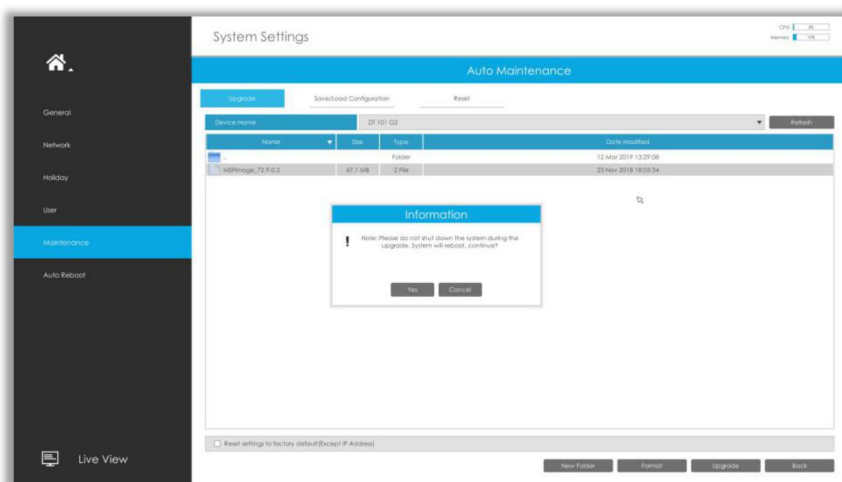 System Settings
CPU
Memory
Auto Maintenance
Upgrade
Save/Load Configuration
Reset
General
Device Name
DT 101 G2
Refresh
Name
Size
Type
Date Modified
Network
..
Folder
12 Mar 2019 13:29:08
67.1 MB
2 File
23 Nov 2018 18:05:34
Holiday
User
Information
Note: Please do not shut down the system during the
upgrade. System will reboot, continue?
Maintenance
Auto Reboot
Yes
Cancel
Reset settings to factory default(Except IP Address)
Live View
New Folder
Format
Upgrade
Back